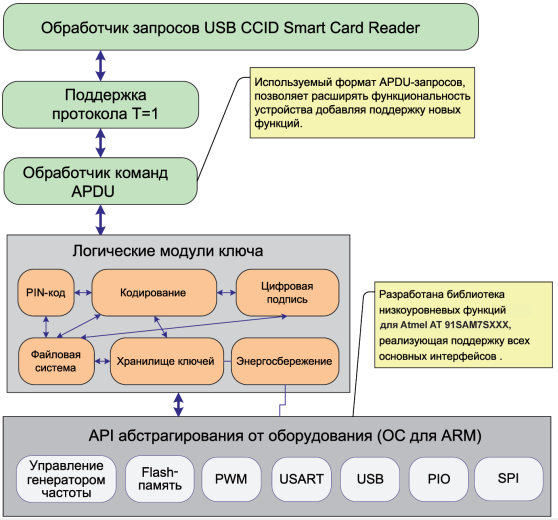 Обработчик запросов USB CCID Smart Card Reader
Поддержка
протокола T=1
Используемый формат APDU-запросов,
позволяет расширять функциональность
устройства добавляя поддержку новых
функций.
Обработчик команд
APDU
Логические модули ключа
PIN-код
Кодирование
Цифровая
подпись
Файловая
система
Хранилище ключей
Энергосбережение
Разработана библиотека
низкоуровневых функций
для Atmel AT 91SAM7SXXX,
реализующая поддержку всех
основных интерфейсов .
API абстрагирования от оборудования (ОС для ARM)
Управление
генератором
частоты
Flash-
память
PWM
USART
USB
PIO
SPI